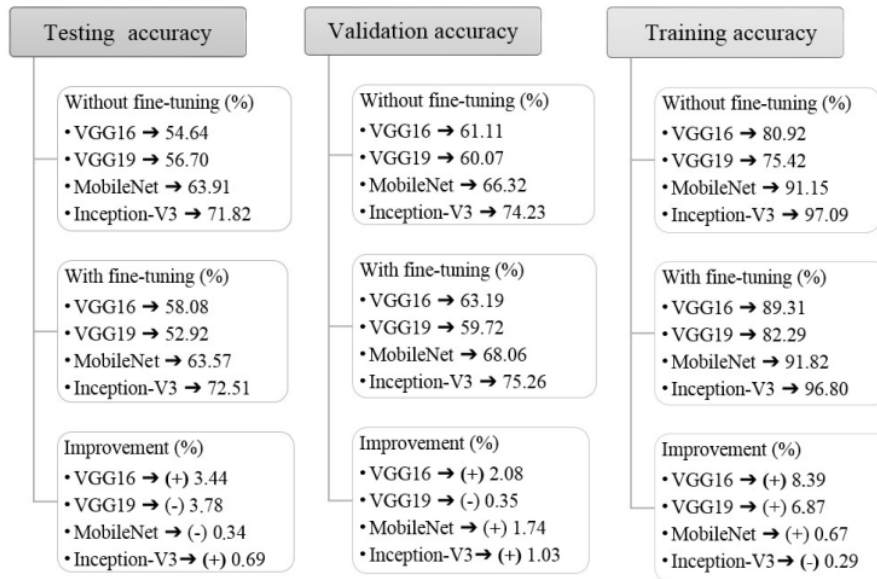 Testing accuracy
Without fine-tuning (%)
• VGG16 ➔ 54.64
• VGG19 ➔ 56.70
• MobileNet ➔ 63.91
• Inception-V3 ➔ 71.82
With fine-tuning (%)
• VGG16 ➔ 58.08
• VGG19 ➔ 52.92
• MobileNet ➔ 63.57
• Inception-V3 ➔ 72.51
Improvement (%)
• VGG16 ➔ (+) 3.44
• VGG19 ➔ (-) 3.78
• MobileNet ➔ (-) 0.34
• Inception-V3 ➔ (+) 0.69
Validation accuracy
Without fine-tuning (%)
• VGG16 ➔ 61.11
• VGG19 ➔ 60.07
• MobileNet ➔ 66.32
• Inception-V3 ➔ 74.23
With fine-tuning (%)
• VGG16 ➔ 63.19
• VGG19 ➔ 59.72
• MobileNet ➔ 68.06
• Inception-V3 ➔ 75.26
Improvement (%)
• VGG16 ➔ (+) 2.08
• VGG19 ➔ (-) 0.35
• MobileNet ➔ (+) 1.74
• Inception-V3➔ (+) 1.03
Training accuracy
Without fine-tuning (%)
• VGG16 ➔ 80.92
• VGG19 ➔ 75.42
• MobileNet ➔ 91.15
• Inception-V3 ➔ 97.09
With fine-tuning (%)
• VGG16 ➔ 89.31
• VGG19 ➔ 82.29
• MobileNet ➔ 91.82
• Inception-V3 ➔ 96.80
Improvement (%)
• VGG16 ➔ (+) 8.39
• VGG19 ➔ (+) 6.87
• MobileNet ➔ (+) 0.67
• Inception-V3➔ (-) 0.29